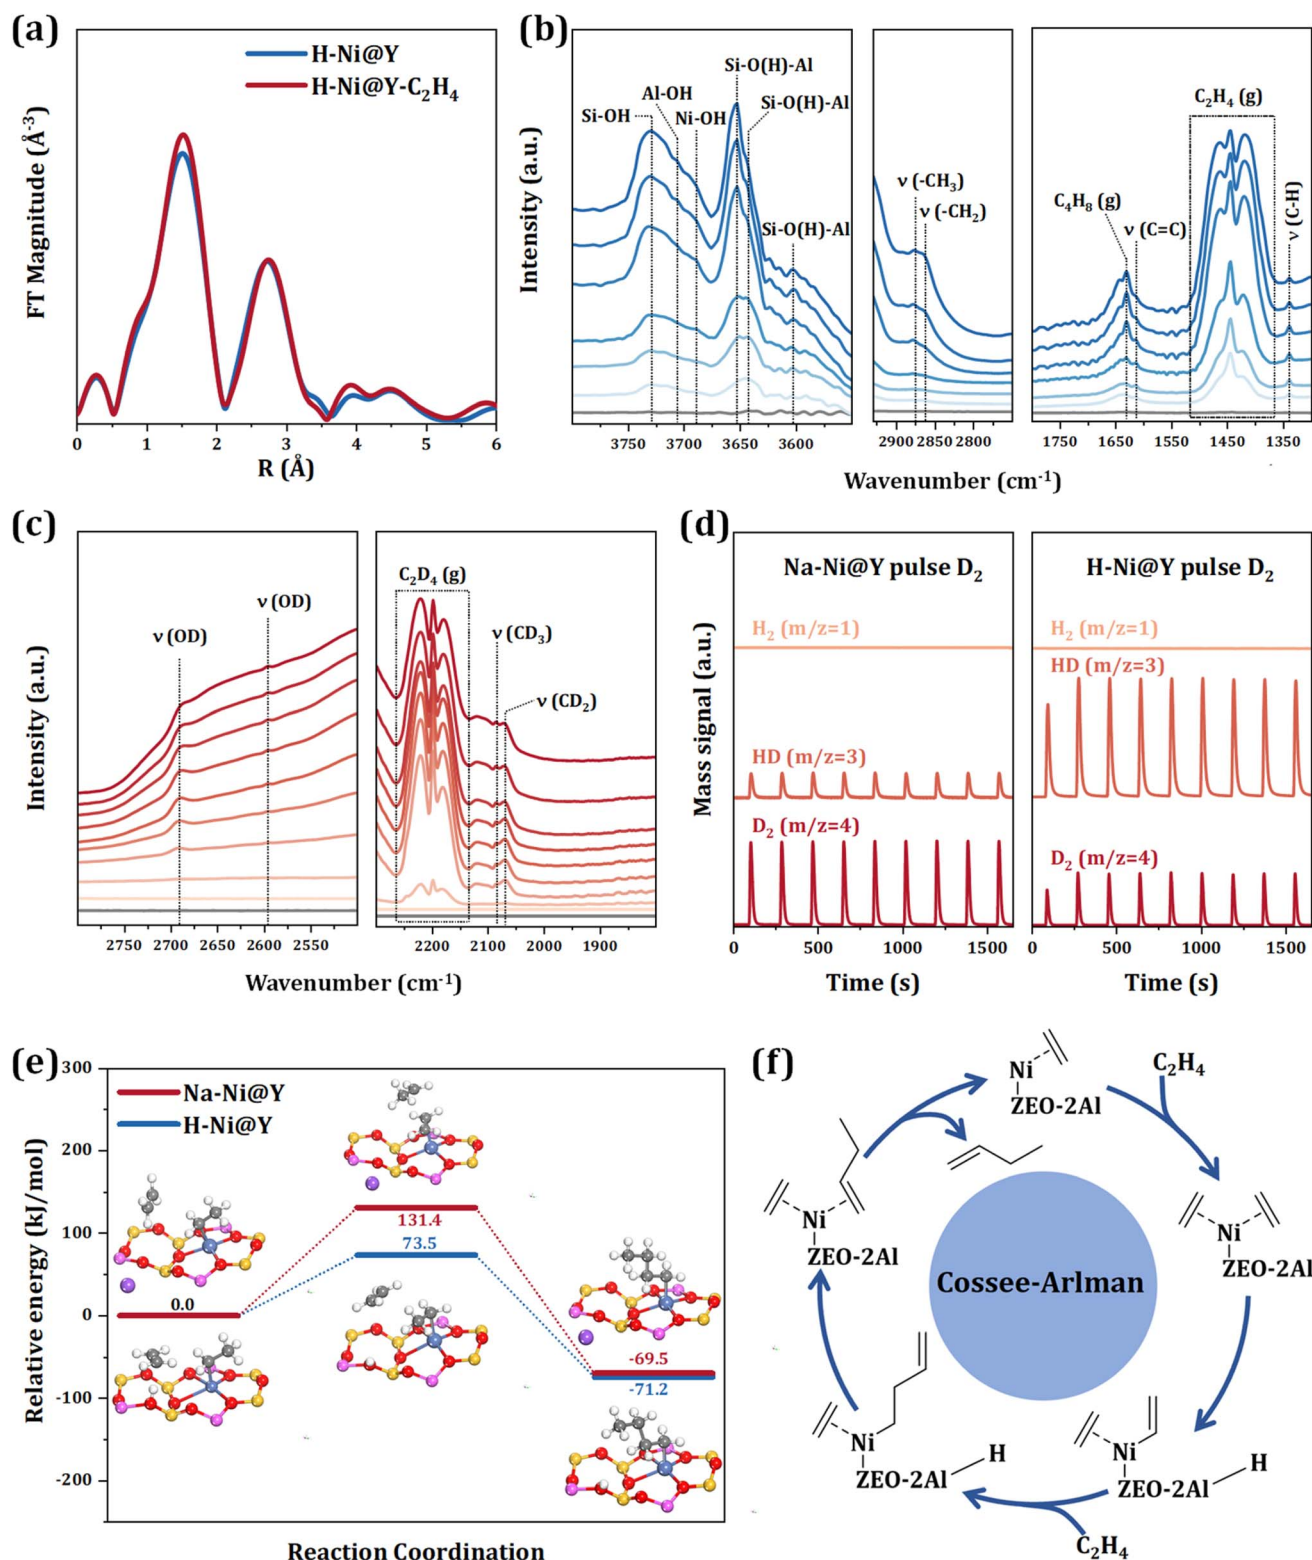 (a)
H-Ni@Y
H-Ni@Y-C₂H₄
FT Magnitude (Å⁻³)
0 1 2 3 4 5 6
R (Å)
(b)
Si-OH
Al-OH
Ni-OH
Si-O(H)-Al
Si-O(H)-Al
Si-O(H)-Al
ν (-CH₃)
ν (-CH₂)
C₄H₈ (g)
ν (C=C)
C₂H₄ (g)
ν (C-H)
Intensity (a.u.)
3750 3700 3650 3600
2900 2850 2800
1750 1650 1550 1450 1350
Wavenumber (cm⁻¹)
(c)
ν (OD)
ν (OD)
C₂D₄ (g)
ν (CD₃)
ν (CD₂)
Intensity (a.u.)
2750 2700 2650 2600 2550
2200 2100 2000 1900
Wavenumber (cm⁻¹)
(d)
Na-Ni@Y pulse D₂
H₂ (m/z=1)
HD (m/z=3)
D₂ (m/z=4)
H-Ni@Y pulse D₂
H₂ (m/z=1)
HD (m/z=3)
D₂ (m/z=4)
Mass signal (a.u.)
0 500 1000 1500
0 500 1000 1500
Time (s)
Time (s)
(e)
Na-Ni@Y
H-Ni@Y
Relative energy (kJ/mol)
300
200
100
0
-100
-200
0.0
131.4
73.5
-69.5
-71.2
Reaction Coordination
(f)
Ni
ZEO-2Al
C₂H₄
Ni
ZEO-2Al
Ni
ZEO-2Al
H
C₂H₄
Ni
ZEO-2Al
H
Ni
ZEO-2Al
Cossee-Arlman